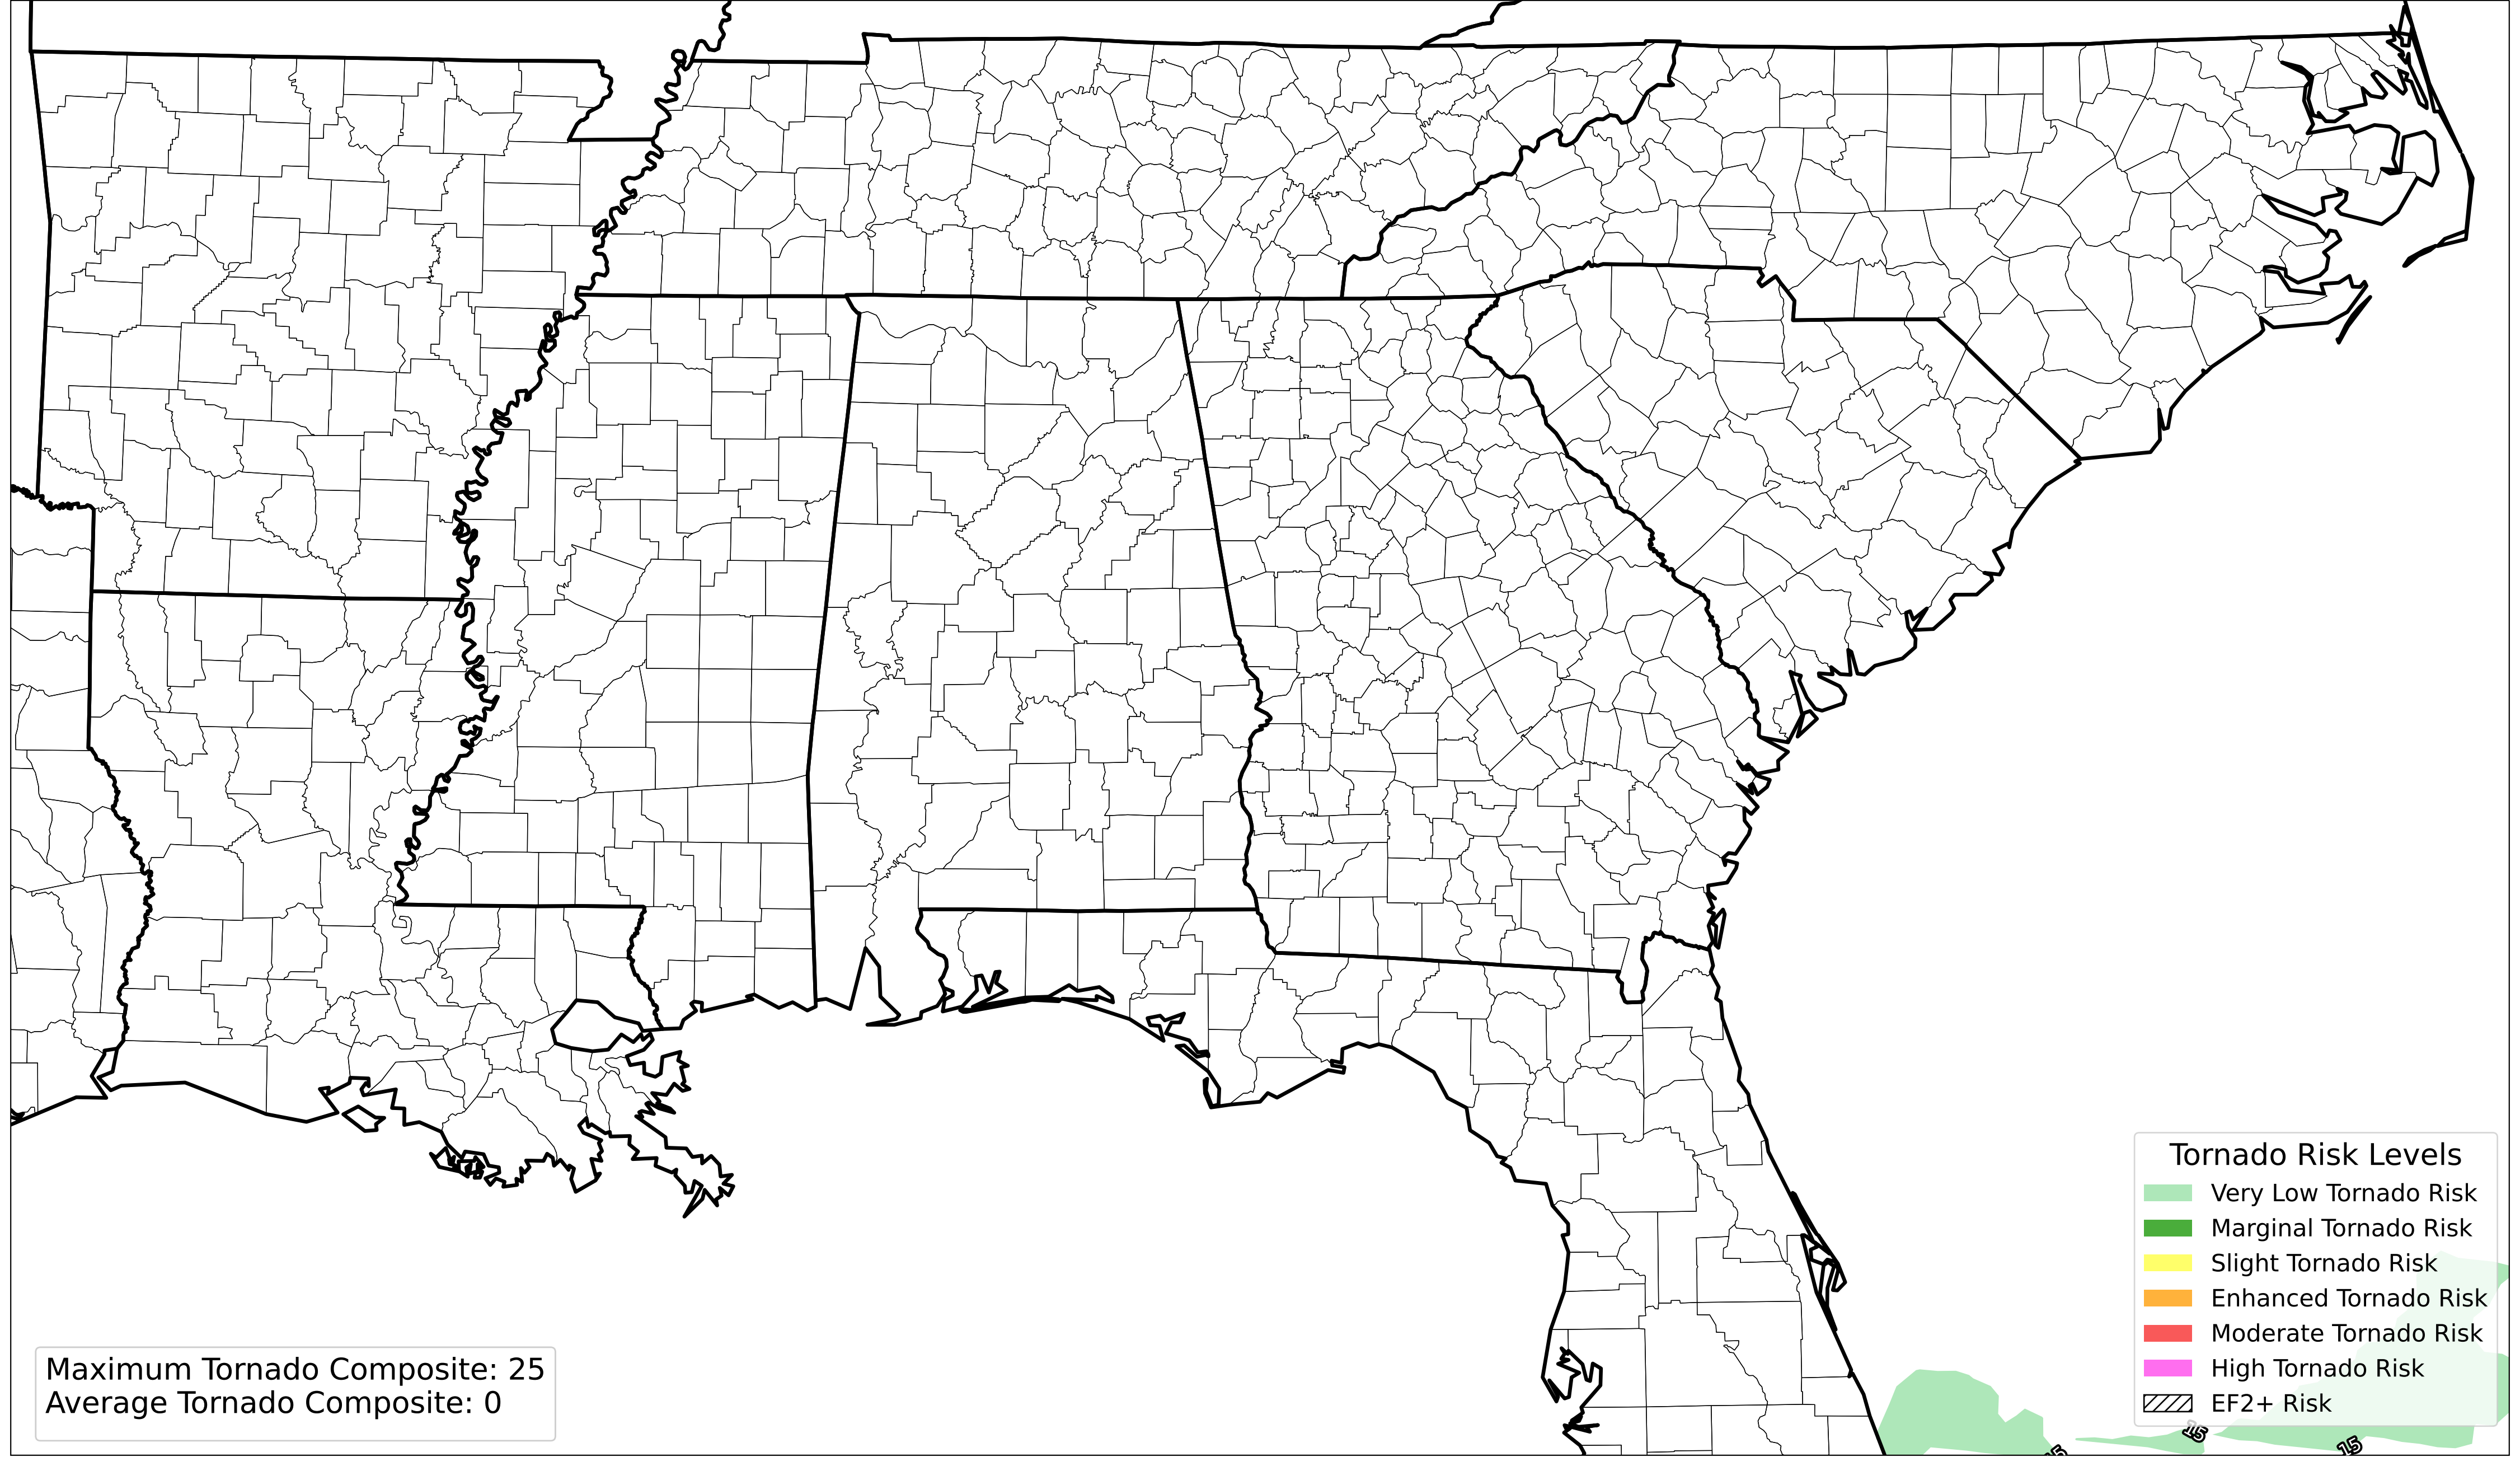 Tornado Risk Levels
Very Low Tornado Risk
Marginal Tornado Risk
Slight Tornado Risk
Enhanced Tornado Risk
Moderate Tornado Risk
High Tornado Risk
EF2+ Risk
Maximum Tornado Composite: 25
Average Tornado Composite: 0
15
15